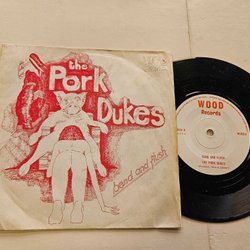 the
Pork
Dukes
bend and flush
WOOD
Records
BEND AND FLUSH
THE PORK DUKES